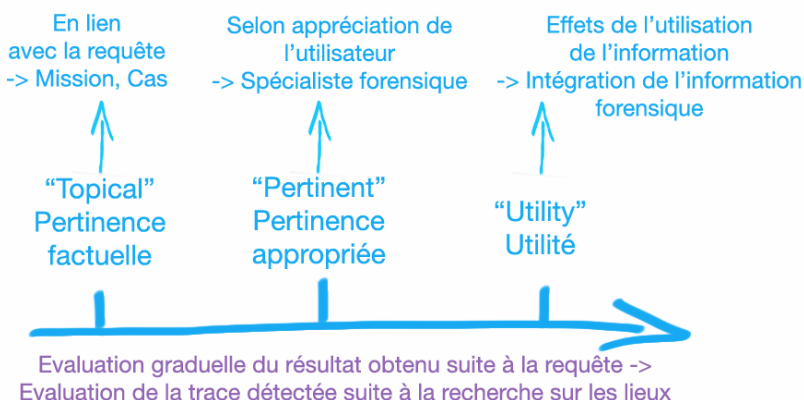 En lien
avec la requête
-> Mission, Cas
Selon appréciation de
l’utilisateur
-> Spécialiste forensique
Effets de l’utilisation
de l’information
-> Intégration de l’information
forensique
“Topical”
Pertinence
factuelle
“Pertinent”
Pertinence
appropriée
“Utility”
Utilité
Evaluation graduelle du résultat obtenu suite à la requête ->
Evaluation de la trace détectée suite à la recherche sur les lieux